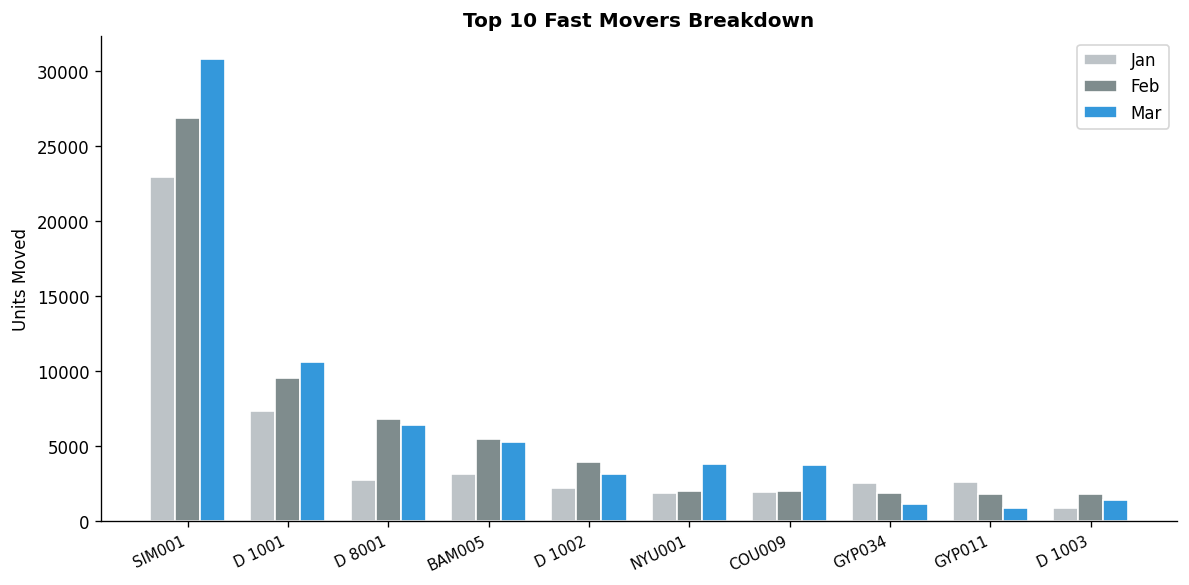 Top 10 Fast Movers Breakdown
Jan
Feb
Mar
Units Moved
30000
25000
20000
15000
10000
5000
0
SIM001
D 1001
D 8001
BAM005
D 1002
NYU001
COU009
GYP034
GYP011
D 1003